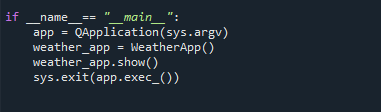 if __name__== "__main__":
    app = QApplication(sys.argv)
    weather_app = WeatherApp()
    weather_app.show()
    sys.exit(app.exec_())